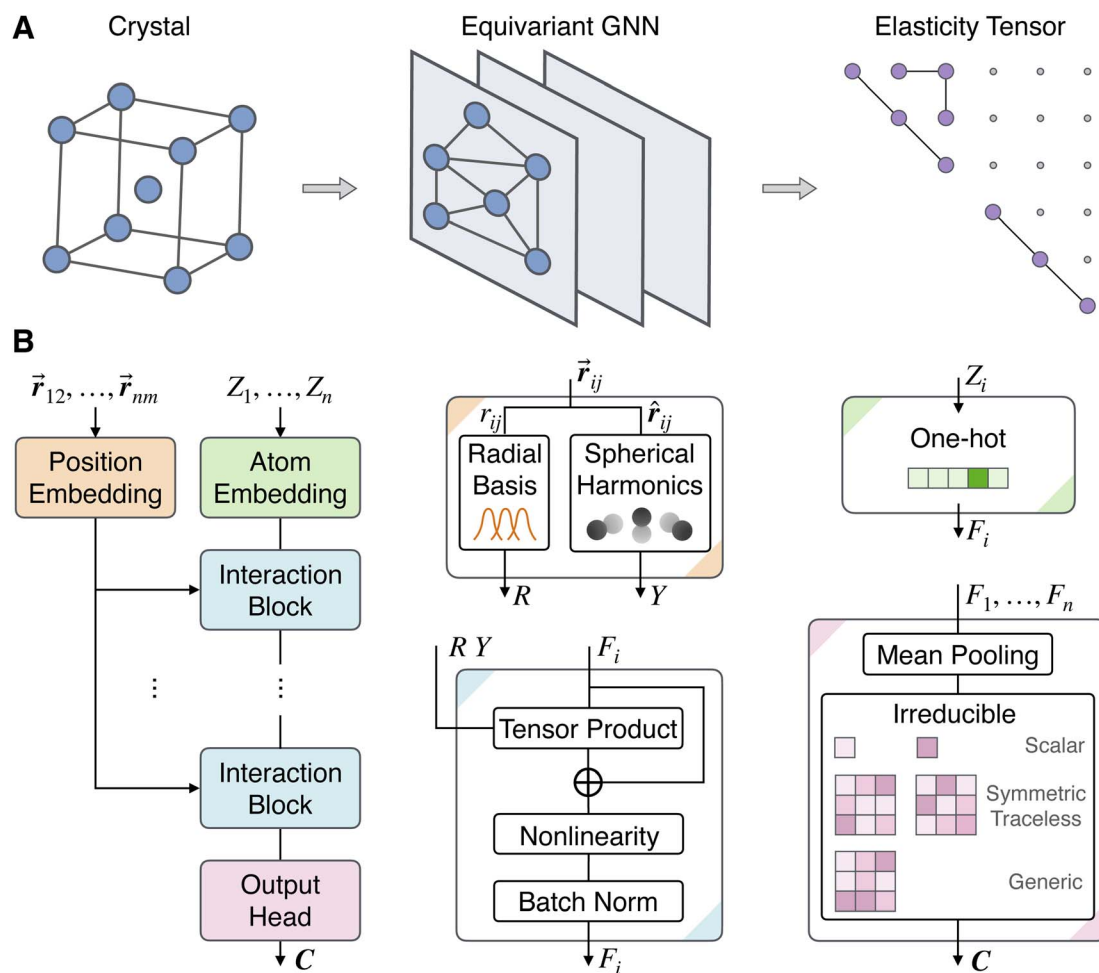 A
Crystal
Equivariant GNN
Elasticity Tensor
B
r⃗₁₂, …, r⃗ₙₘ
Z₁, …, Zₙ
Position
Embedding
Atom
Embedding
Interaction
Block
⋮
⋮
Interaction
Block
Output
Head
C
r⃗ᵢⱼ
rᵢⱼ
r̂ᵢⱼ
Radial
Basis
Spherical
Harmonics
R
Y
R Y
Fᵢ
Tensor Product
Nonlinearity
Batch Norm
Fᵢ
Zᵢ
One-hot
Fᵢ
F₁, …, Fₙ
Mean Pooling
Irreducible
Scalar
Symmetric
Traceless
Generic
C